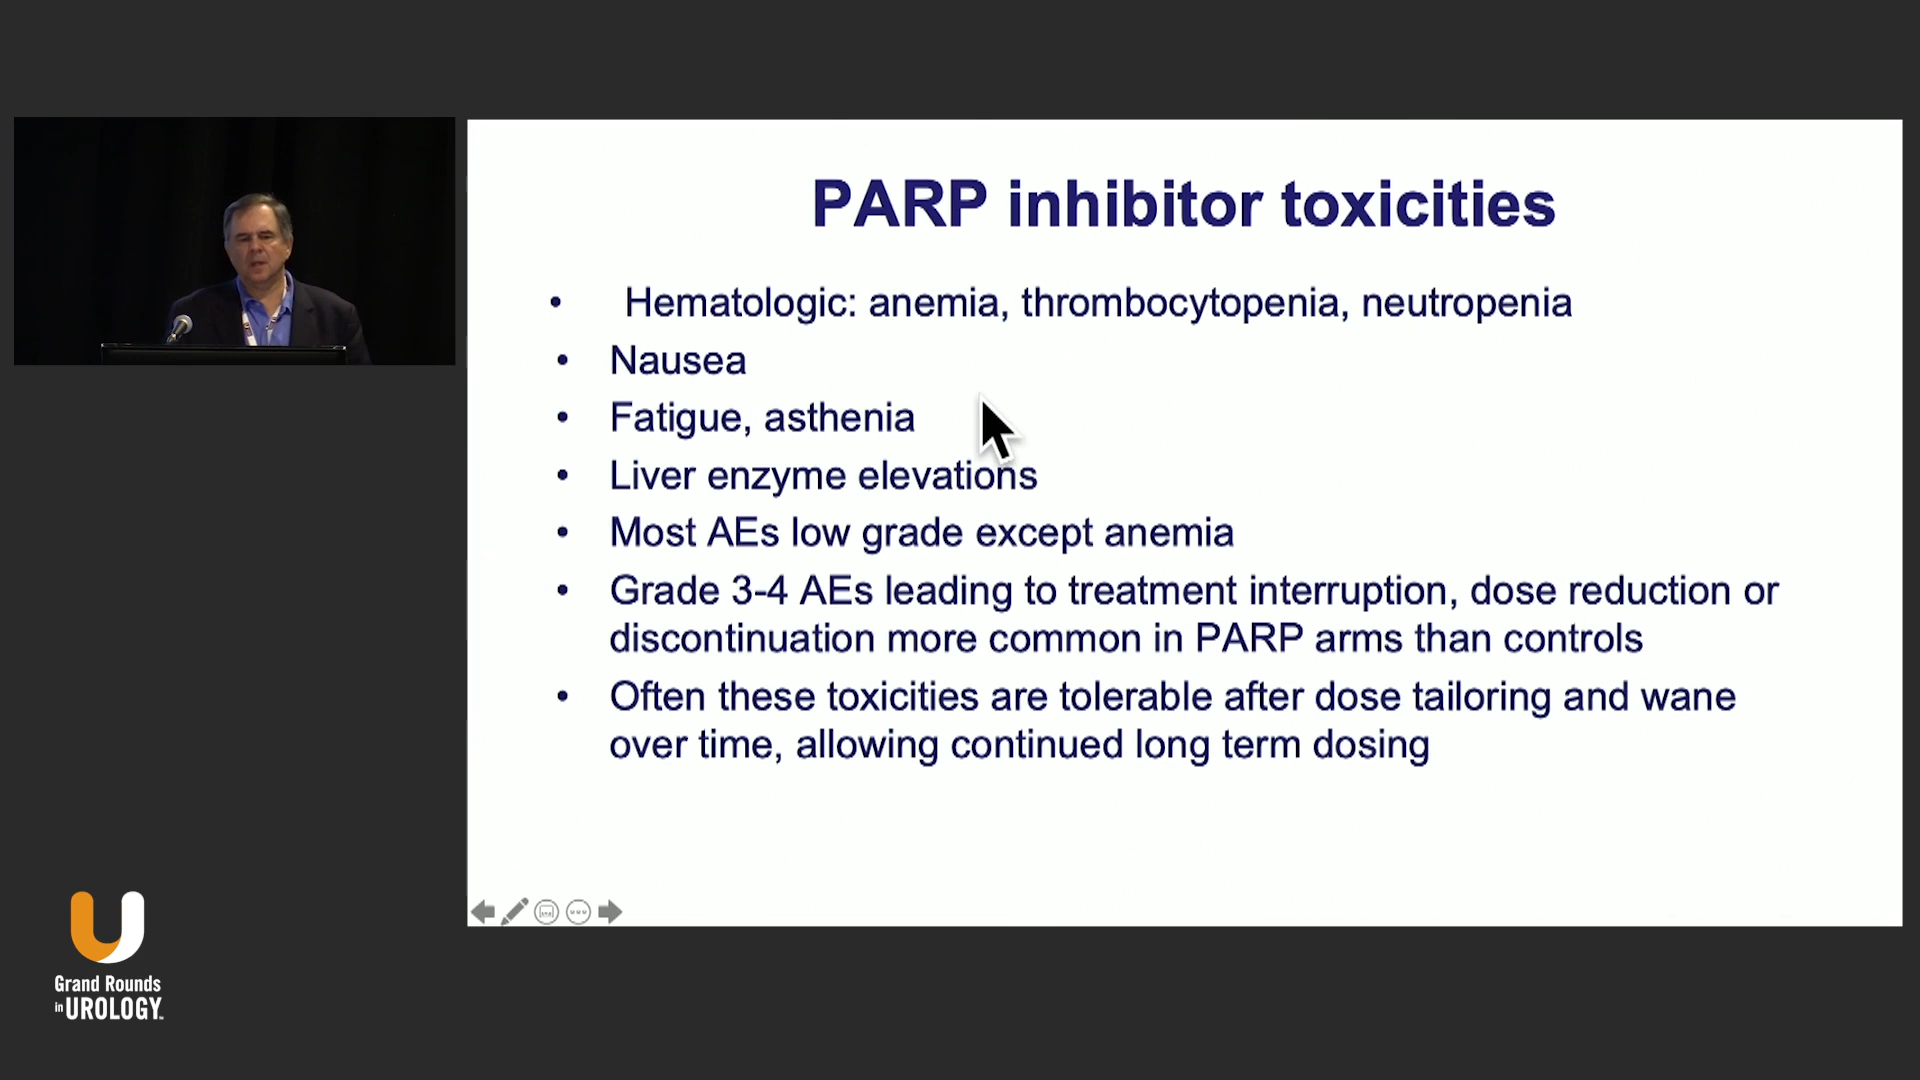 PARP inhibitor toxicities
• Hematologic: anemia, thrombocytopenia, neutropenia
• Nausea
• Fatigue, asthenia
• Liver enzyme elevations
• Most AEs low grade except anemia
• Grade 3-4 AEs leading to treatment interruption, dose reduction or
discontinuation more common in PARP arms than controls
• Often these toxicities are tolerable after dose tailoring and wane
over time, allowing continued long term dosing
U
Grand Rounds
in UROLOGY™